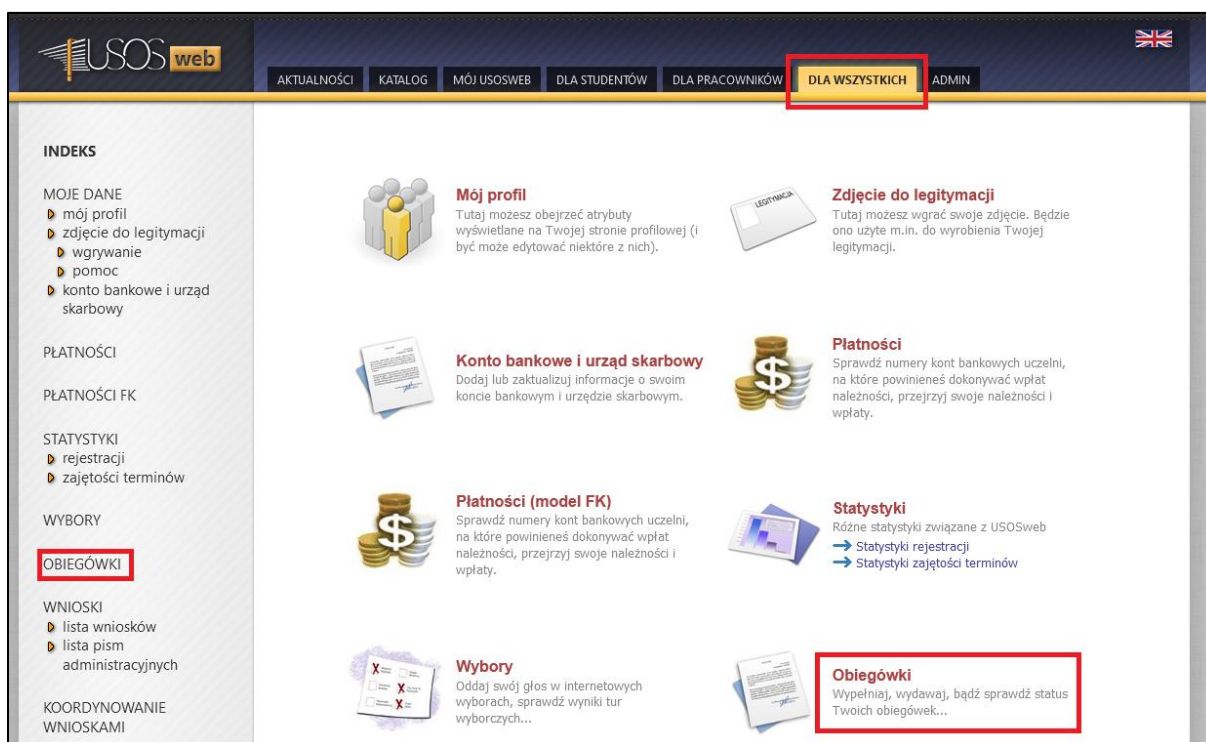 USOS web
AKTUALNOŚCI KATALOG MÓJ USOSWEB DLA STUDENTÓW DLA PRACOWNIKÓW DLA WSZYSTKICH ADMIN
INDEKS
MOJE DANE
mój profil
zdjęcie do legitymacji
wgrywanie
pomoc
konto bankowe i urząd
skarbowy
PŁATNOŚCI
PŁATNOŚCI FK
STATYSTYKI
rejestracji
zajętości terminów
WYBORY
OBIEGÓWKI
WNIOSKI
lista wniosków
lista pism
administracyjnych
KOORDYNOWANIE
WNIOSKAMI
Mój profil
Tutaj możesz obejrzeć atrybuty
wyświetlane na Twojej stronie profilowej (i
być może edytować niektóre z nich).
LEGITYMACJA
Zdjęcie do legitymacji
Tutaj możesz wgrać swoje zdjęcie. Będzie
ono użyte m.in. do wyrobienia Twojej
legitymacji.
Konto bankowe i urząd skarbowy
Dodaj lub zaktualizuj informacje o swoim
koncie bankowym i urzędzie skarbowym.
$
Płatności
Sprawdź numery kont bankowych uczelni,
na które powinieneś dokonywać wpłat
należności, przejrzyj swoje należności i
wpłaty.
$
Płatności (model FK)
Sprawdź numery kont bankowych uczelni,
na które powinieneś dokonywać wpłat
należności, przejrzyj swoje należności i
wpłaty.
Statystyki
Różne statystyki związane z USOSweb
Statystyki rejestracji
Statystyki zajętości terminów
Wybory
Oddaj swój głos w internetowych
wyborach, sprawdź wyniki tur
wyborczych...
Obiegówki
Wypełniaj, wydawaj, bądź sprawdź status
Twoich obiegówek...